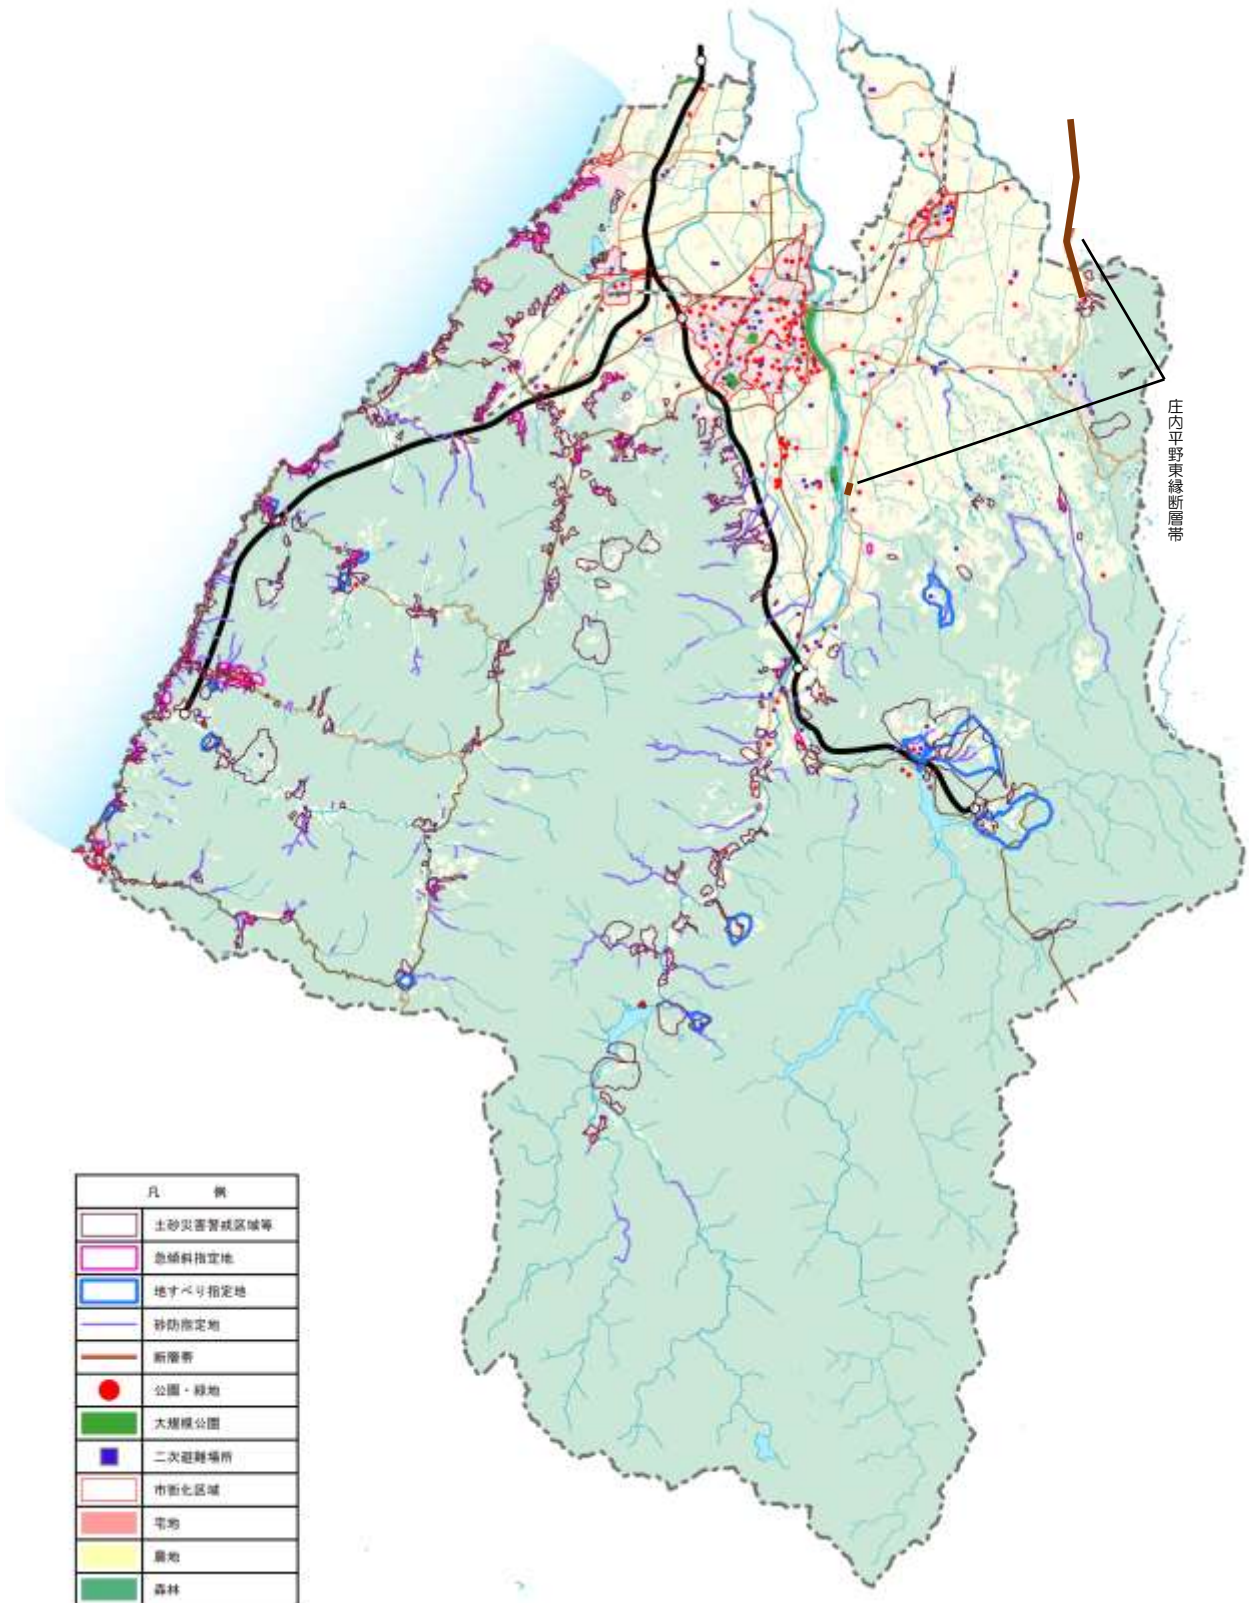 庄内平野東縁断層帯
凡 例
土砂災害警戒区域等
急傾斜指定地
地すべり指定地
砂防指定地
断層帯
公園・緑地
大規模公園
二次避難場所
市街化区域
宅地
農地
森林